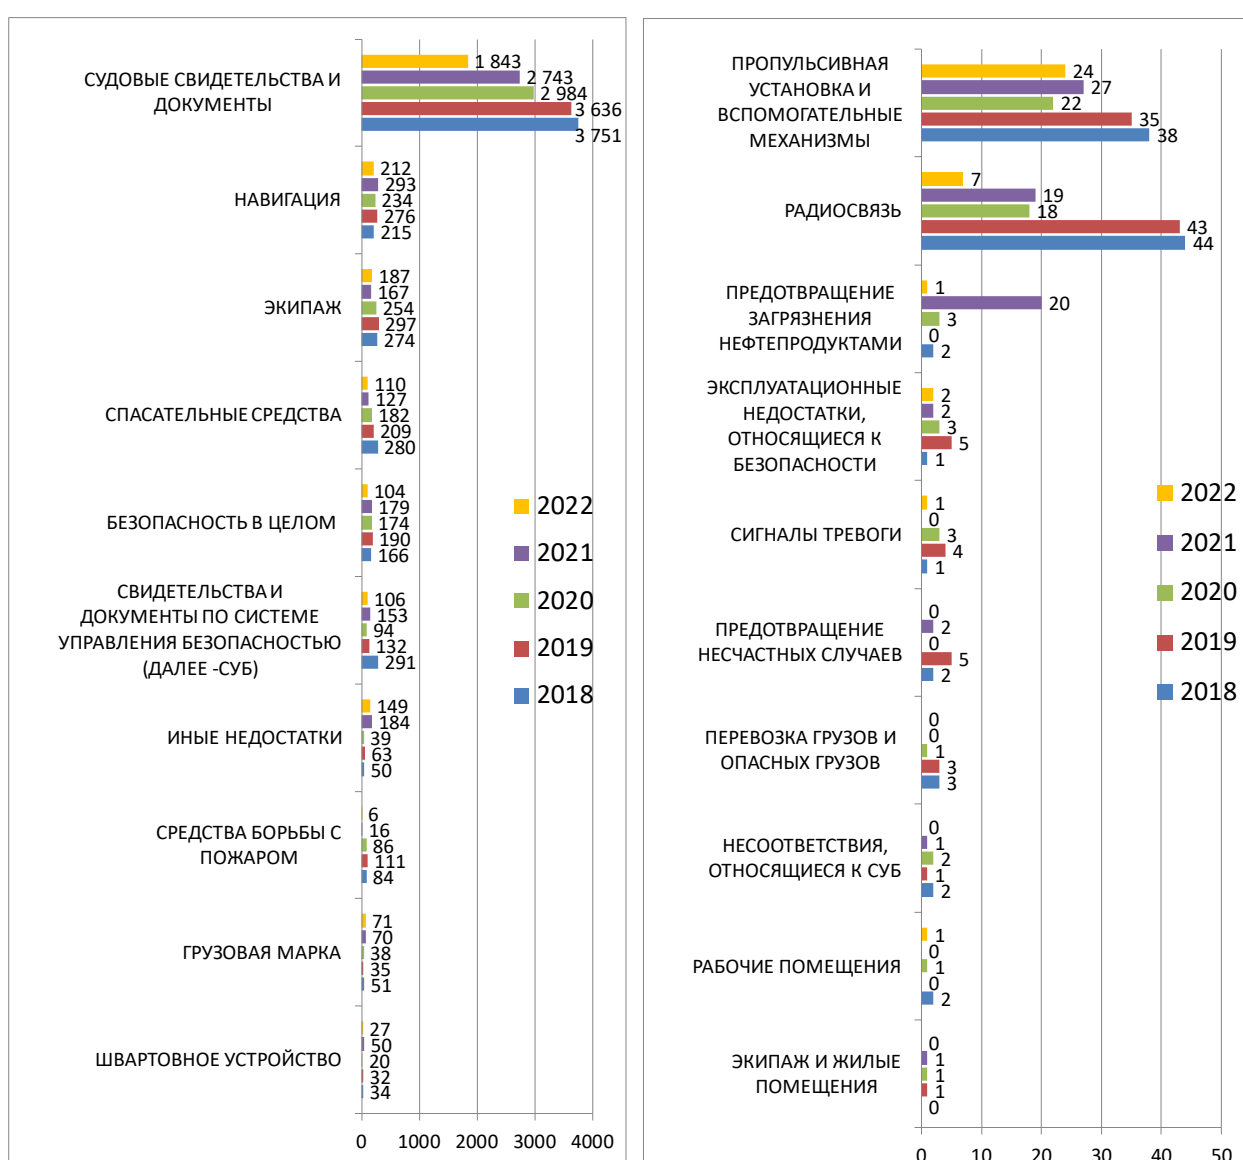 СУДОВЫЕ СВИДЕТЕЛЬСТВА И
ДОКУМЕНТЫ
1 843
2 743
2 984
3 636
3 751
НАВИГАЦИЯ
212
293
234
276
215
ЭКИПАЖ
187
167
254
297
274
СПАСАТЕЛЬНЫЕ СРЕДСТВА
110
127
182
209
280
БЕЗОПАСНОСТЬ В ЦЕЛОМ
104
179
174
190
166
СВИДЕТЕЛЬСТВА И
ДОКУМЕНТЫ ПО СИСТЕМЕ
УПРАВЛЕНИЯ БЕЗОПАСНОСТЬЮ
(ДАЛЕЕ -СУБ)
106
153
94
132
291
ИНЫЕ НЕДОСТАТКИ
149
184
39
63
50
СРЕДСТВА БОРЬБЫ С
ПОЖАРОМ
6
16
86
111
84
ГРУЗОВАЯ МАРКА
71
70
38
35
51
ШВАРТОВНОЕ УСТРОЙСТВО
27
50
20
32
34
2022
2021
2020
2019
2018
0 1000 2000 3000 4000
ПРОПУЛЬСИВНАЯ
УСТАНОВКА И
ВСПОМОГАТЕЛЬНЫЕ
МЕХАНИЗМЫ
24
27
22
35
38
РАДИОСВЯЗЬ
7
19
18
43
44
ПРЕДОТВРАЩЕНИЕ
ЗАГРЯЗНЕНИЯ
НЕФТЕПРОДУКТАМИ
1
20
3
0
2
ЭКСПЛУАТАЦИОННЫЕ
НЕДОСТАТКИ,
ОТНОСЯЩИЕСЯ К
БЕЗОПАСНОСТИ
2
2
3
5
1
СИГНАЛЫ ТРЕВОГИ
1
0
3
4
1
ПРЕДОТВРАЩЕНИЕ
НЕСЧАСТНЫХ СЛУЧАЕВ
0
2
0
5
2
ПЕРЕВОЗКА ГРУЗОВ И
ОПАСНЫХ ГРУЗОВ
0
0
1
3
3
НЕСООТВЕТСТВИЯ,
ОТНОСЯЩИЕСЯ К СУБ
0
1
2
1
2
РАБОЧИЕ ПОМЕЩЕНИЯ
1
0
1
0
2
ЭКИПАЖ И ЖИЛЫЕ
ПОМЕЩЕНИЯ
0
1
1
1
0
2022
2021
2020
2019
2018
0 10 20 30 40 50